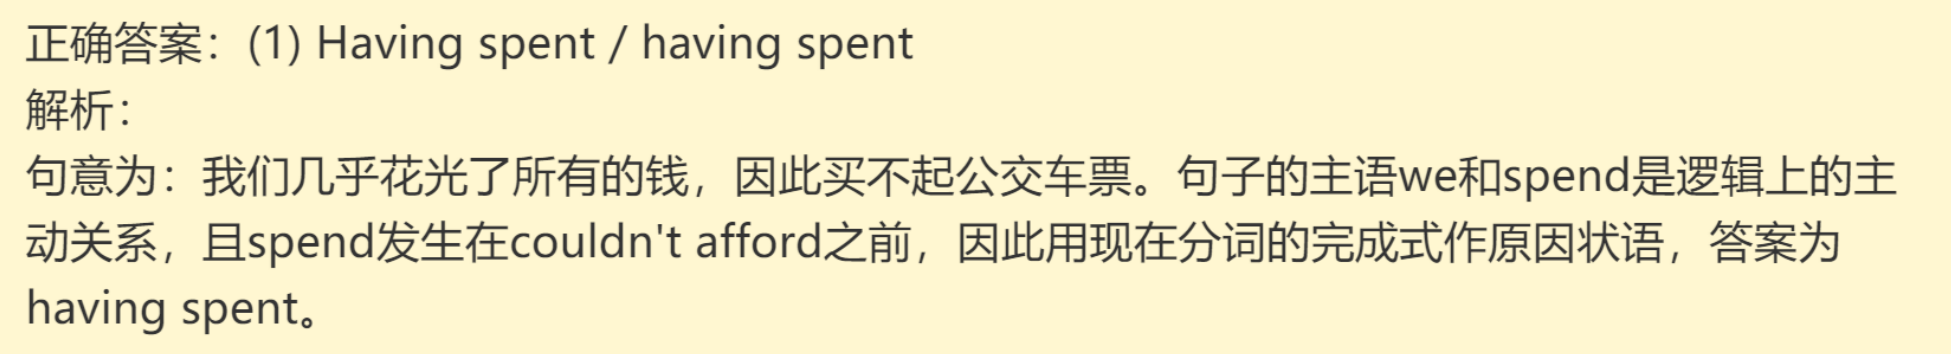 正确答案：(1) Having spent / having spent
解析：
句意为：我们几乎花光了所有的钱，因此买不起公交车票。句子的主语we和spend是逻辑上的主
动关系，且spend发生在couldn't afford之前，因此用现在分词的完成式作原因状语，答案为
having spent。